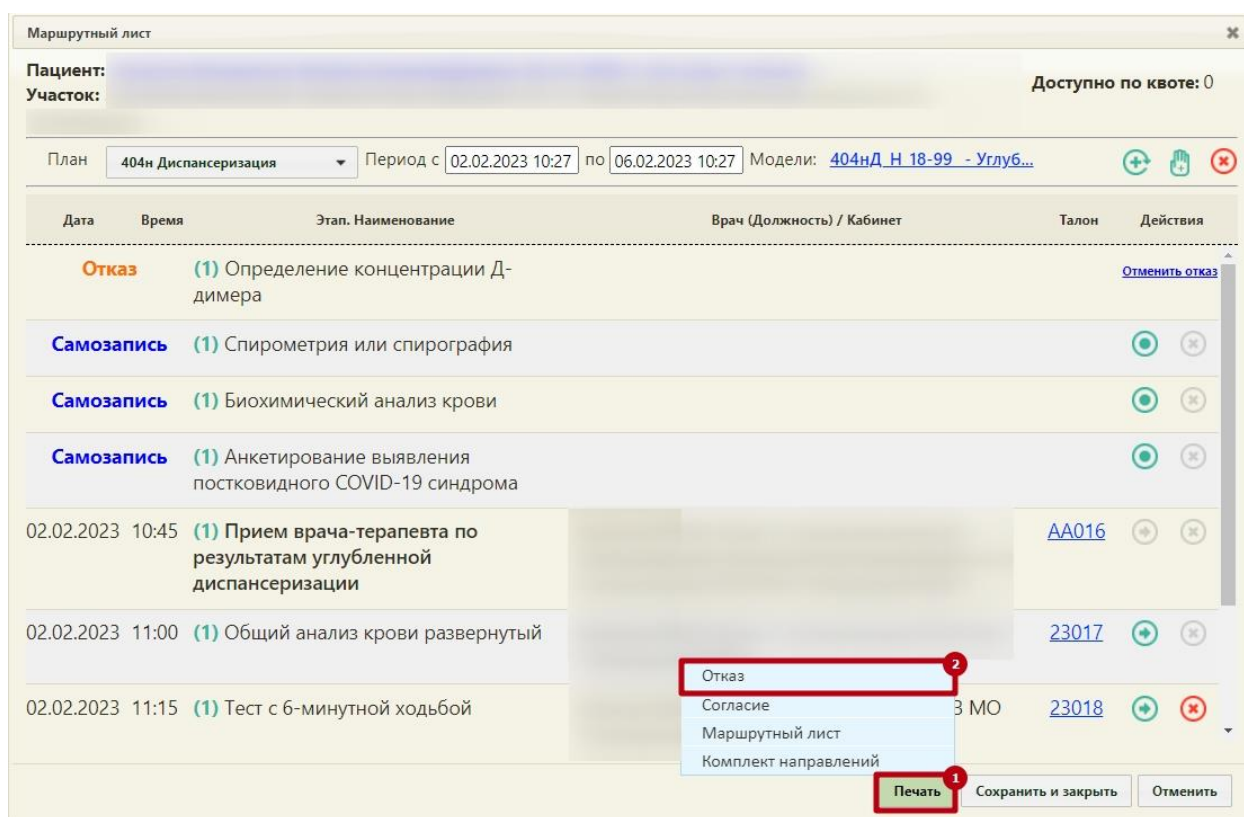 Маршрутный лист
Пациент:
Участок:
Доступно по квоте: 0
План 404н Диспансеризация Период с 02.02.2023 10:27 по 06.02.2023 10:27 Модели: 404нД_Н_18-99_ - Углуб...
Дата Время Этап. Наименование Врач (Должность) / Кабинет Талон Действия
Отказ (1) Определение концентрации Д- Отменить отказ
димера
Самозапись (1) Спирометрия или спирография
Самозапись (1) Биохимический анализ крови
Самозапись (1) Анкетирование выявления
постковидного COVID-19 синдрома
02.02.2023 10:45 (1) Прием врача-терапевта по AA016
результатам углубленной
диспансеризации
02.02.2023 11:00 (1) Общий анализ крови развернутый 23017
2
Отказ
02.02.2023 11:15 (1) Тест с 6-минутной ходьбой Согласие З МО 23018
Маршрутный лист
Комплект направлений
1
Печать Сохранить и закрыть Отменить